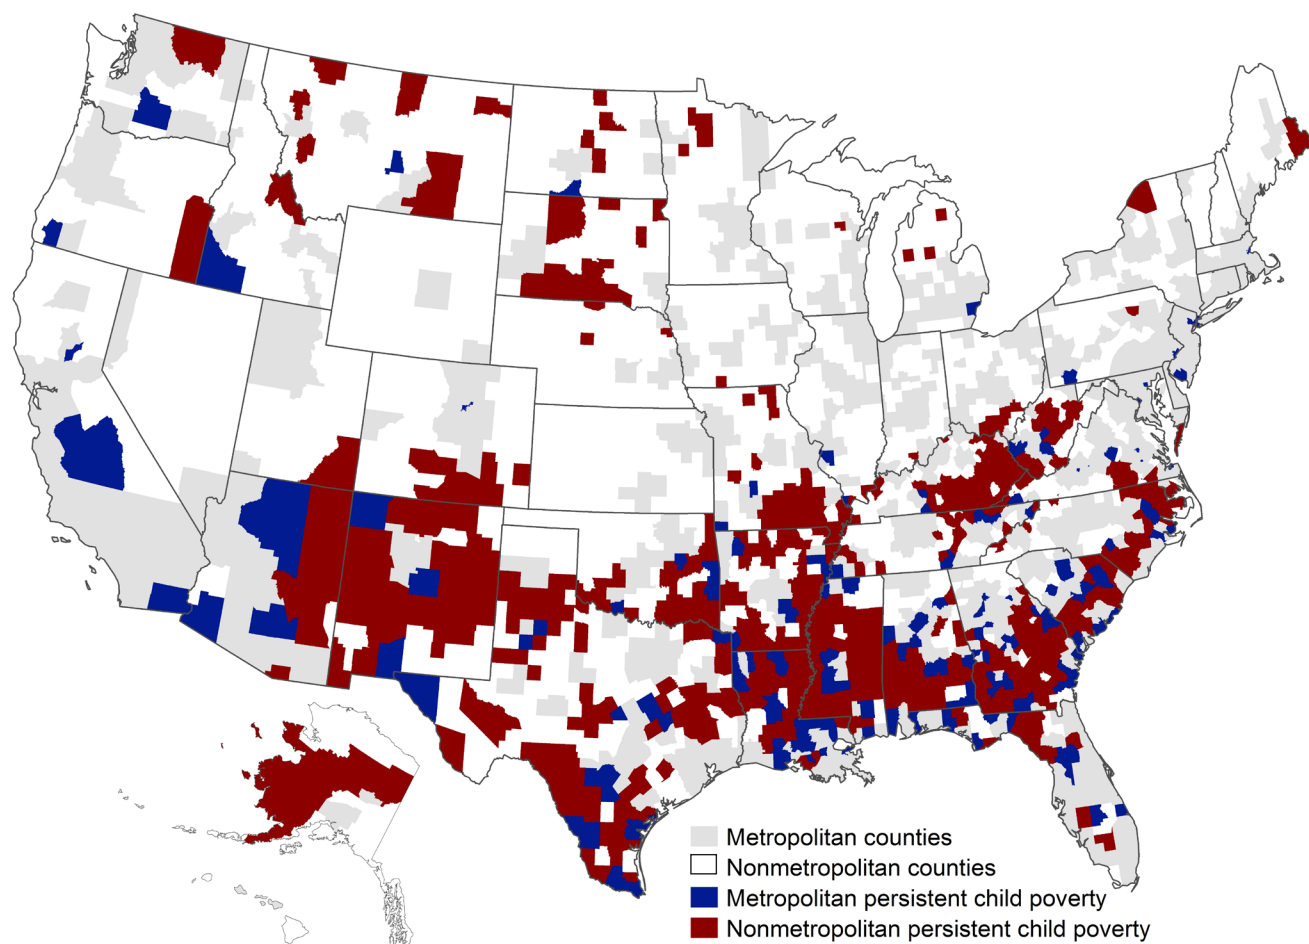 Metropolitan counties
Nonmetropolitan counties
Metropolitan persistent child poverty
Nonmetropolitan persistent child poverty